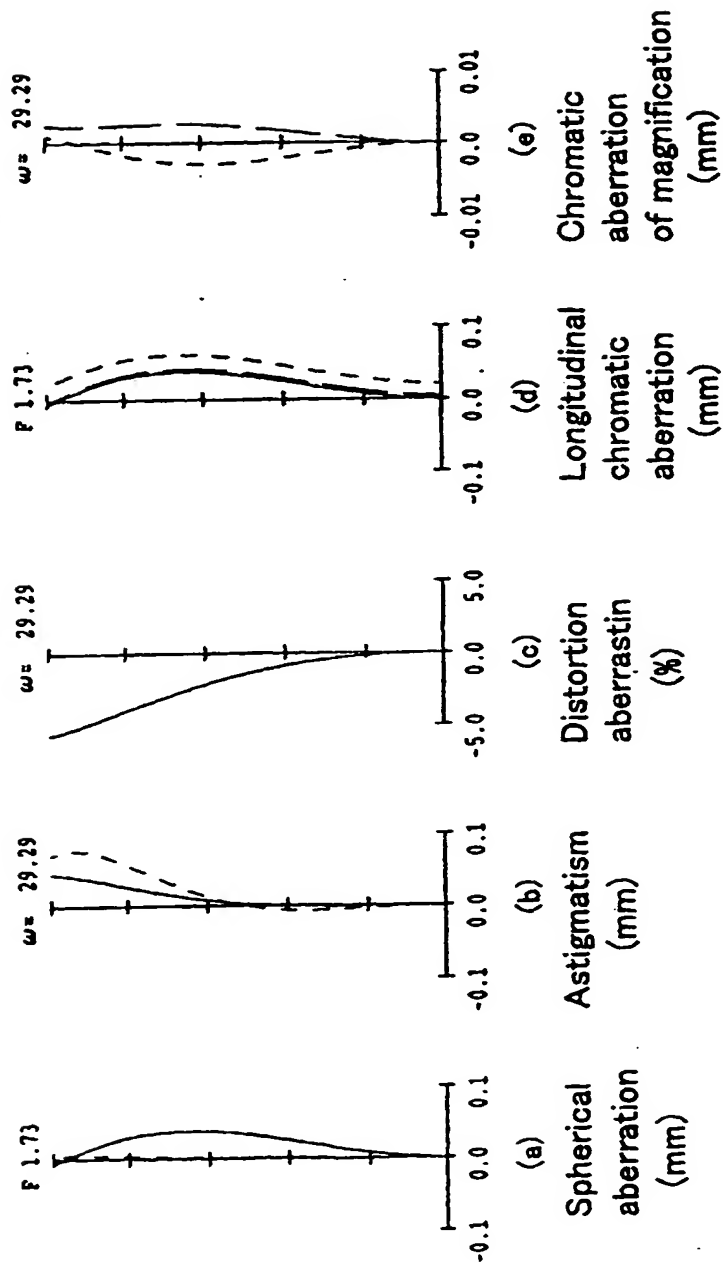 F 1.73
-0.1 0.0 0.1
(a)
Spherical
aberration
(mm)
ω= 29.29
-0.1 0.0 0.1
(b)
Astigmatism
(mm)
ω= 29.29
-5.0 0.0 5.0
(c)
Distortion
aberrastin
(%)
F 1.73
-0.1 0.0 0.1
(d)
Longitudinal
chromatic
aberration
(mm)
ω= 29.29
-0.01 0.0 0.01
(e)
Chromatic
aberration
of magnification
(mm)